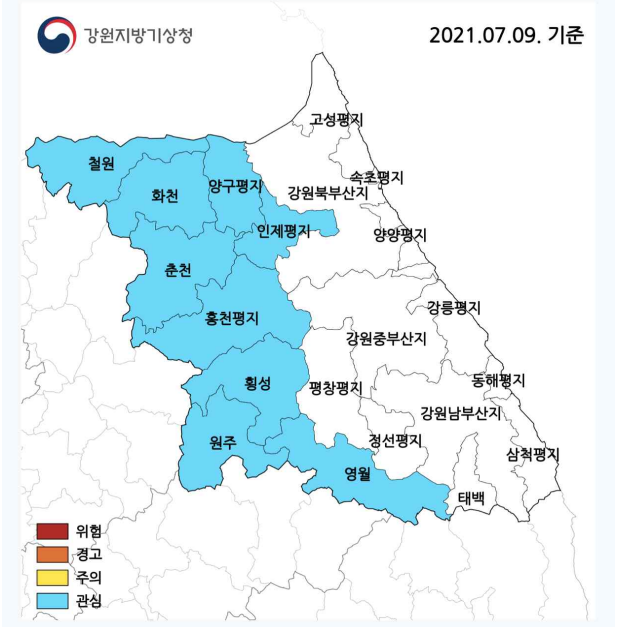 강원지방기상청
2021.07.09. 기준
고성평지
철원
속초평지
양구평지
화천
강원북부산지
인제평지
양양평지
춘천
강릉평지
홍천평지
강원중부산지
횡성
평창평지
동해평지
강원남부산지
원주
정선평지
삼척평지
영월
태백
위험
경고
주의
관심